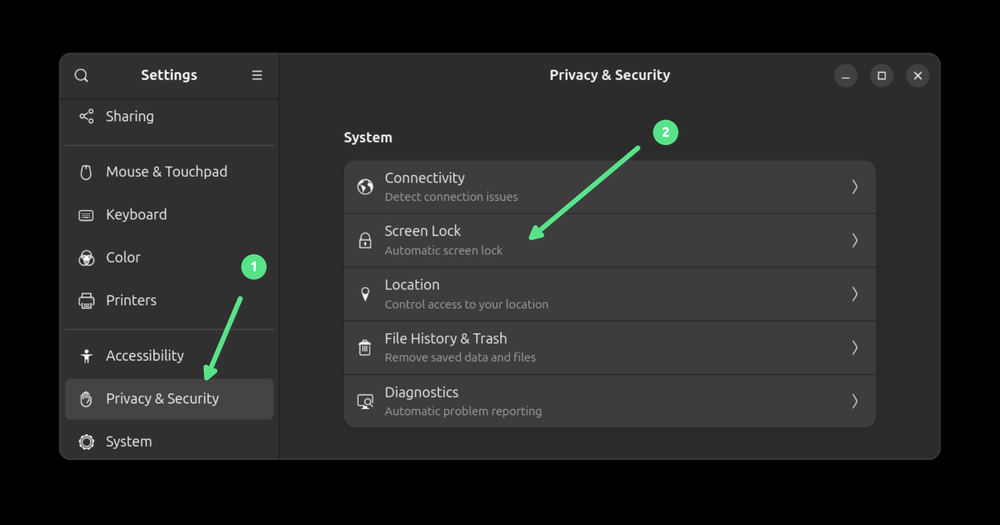 Settings
Sharing
Mouse & Touchpad
Keyboard
Color
1
Printers
Accessibility
Privacy & Security
System
Privacy & Security
System
2
Connectivity
Detect connection issues
Screen Lock
Automatic screen lock
Location
Control access to your location
File History & Trash
Remove saved data and files
Diagnostics
Automatic problem reporting